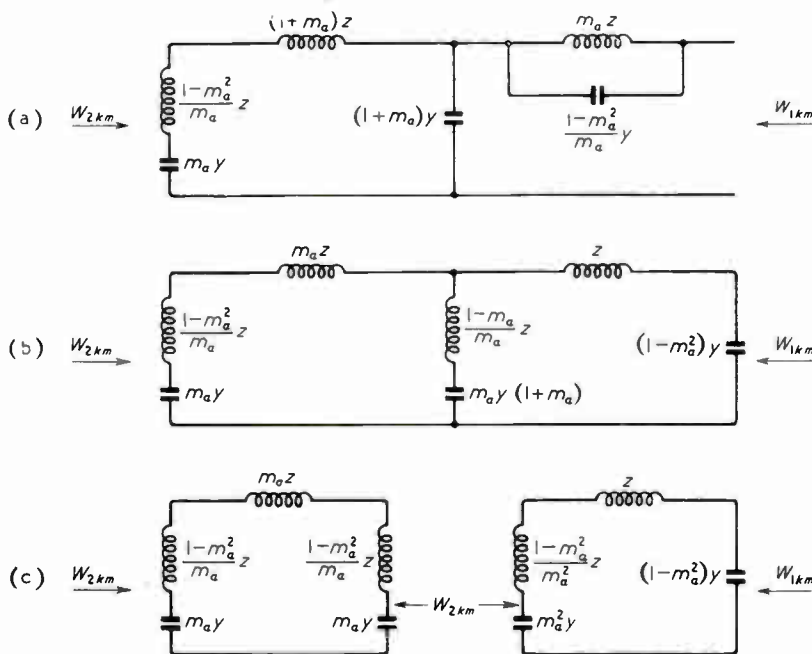 (1+mₐ)z
mₐz
(a)
W₂ₖₘ
(1-mₐ²)/mₐ z
mₐy
(1+mₐ)y
(1-mₐ²)/mₐ y
W₁ₖₘ
mₐz
z
(b)
W₂ₖₘ
(1-mₐ²)/mₐ z
mₐy
(1-mₐ)/mₐ z
mₐy (1+mₐ)
(1-mₐ²)y
W₁ₖₘ
mₐz
z
(c)
W₂ₖₘ
(1-mₐ²)/mₐ z
mₐy
(1-mₐ²)/mₐ z
mₐy
W₂ₖₘ
(1-mₐ²)/mₐ² z
mₐ²y
(1-mₐ²)y
W₁ₖₘ